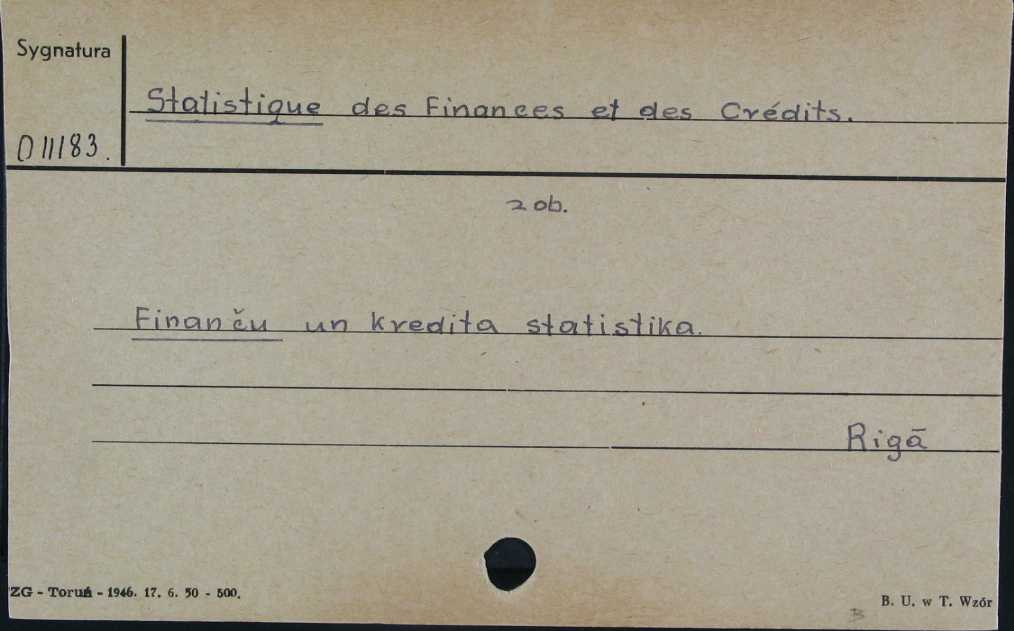 Sygnatura
Statistique des Finances et des Crédits.
D 11183.
2 ob.
Finanču un kredita statistika.
Rigā
ZG - Toruń - 1946. 17. 6. 50 - 500.
B. U. w T. Wzór
B